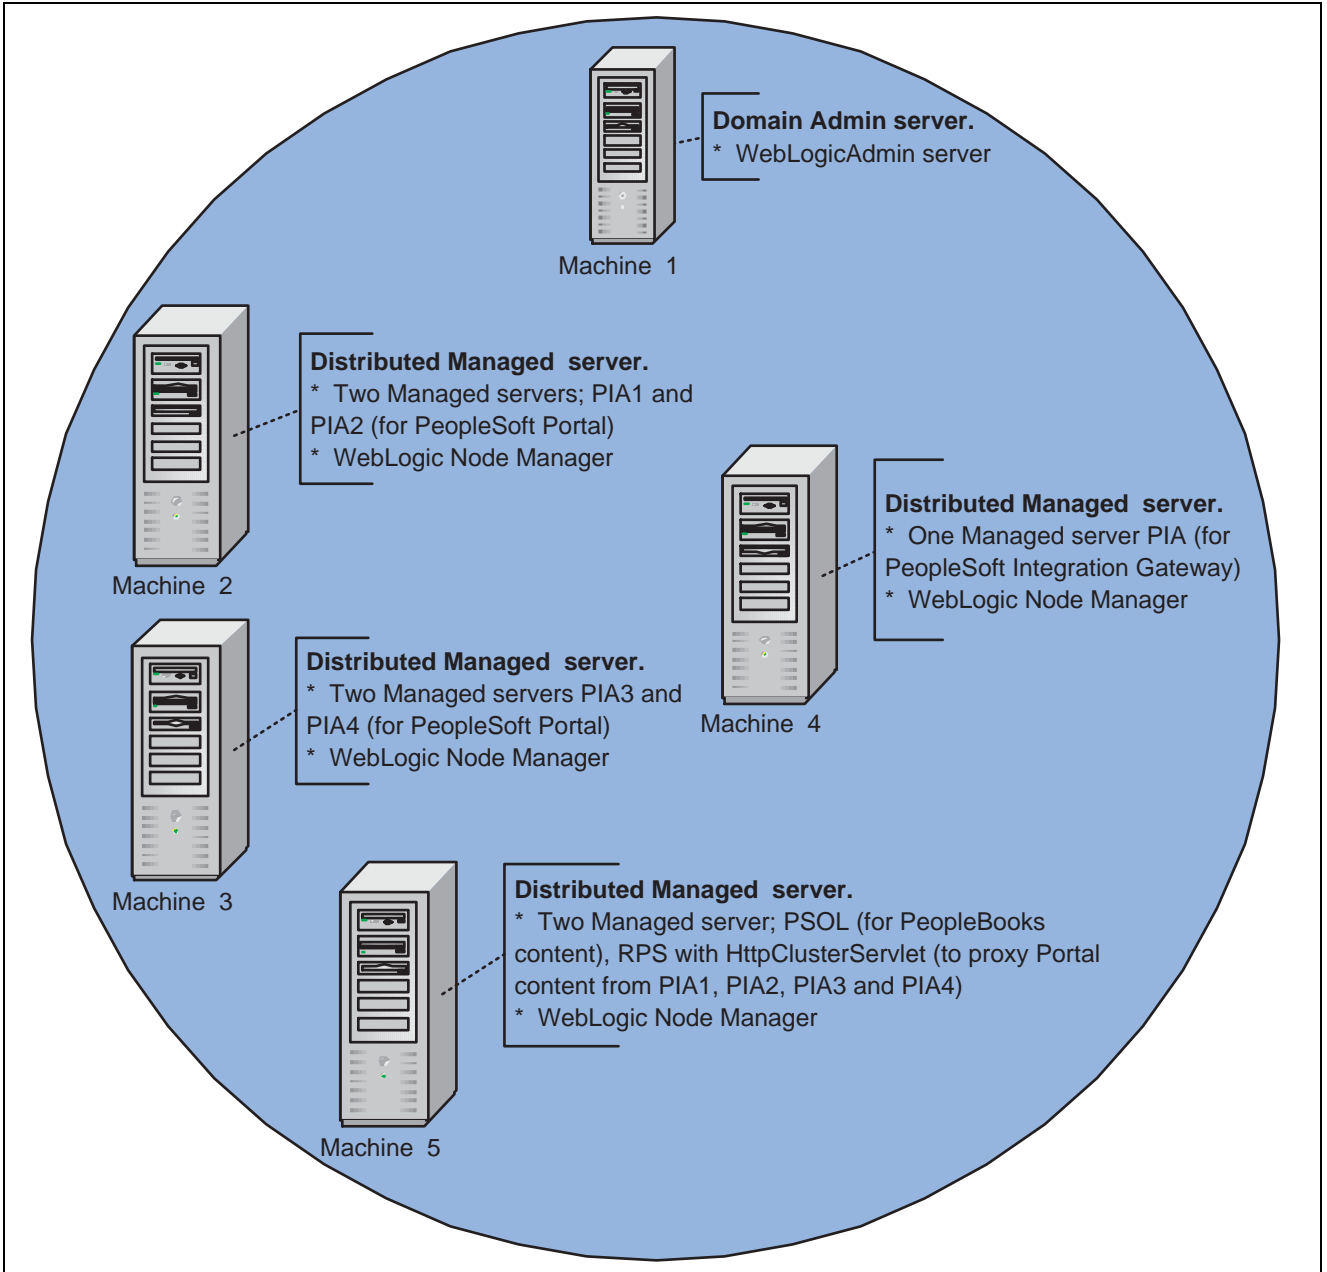 Domain Admin server.
* WebLogicAdmin server
Machine 1
Distributed Managed server.
* Two Managed servers; PIA1 and
PIA2 (for PeopleSoft Portal)
* WebLogic Node Manager
Machine 2
Distributed Managed server.
* One Managed server PIA (for
PeopleSoft Integration Gateway)
* WebLogic Node Manager
Machine 4
Distributed Managed server.
* Two Managed servers PIA3 and
PIA4 (for PeopleSoft Portal)
* WebLogic Node Manager
Machine 3
Distributed Managed server.
* Two Managed server; PSOL (for PeopleBooks
content), RPS with HttpClusterServlet (to proxy Portal
content from PIA1, PIA2, PIA3 and PIA4)
* WebLogic Node Manager
Machine 5